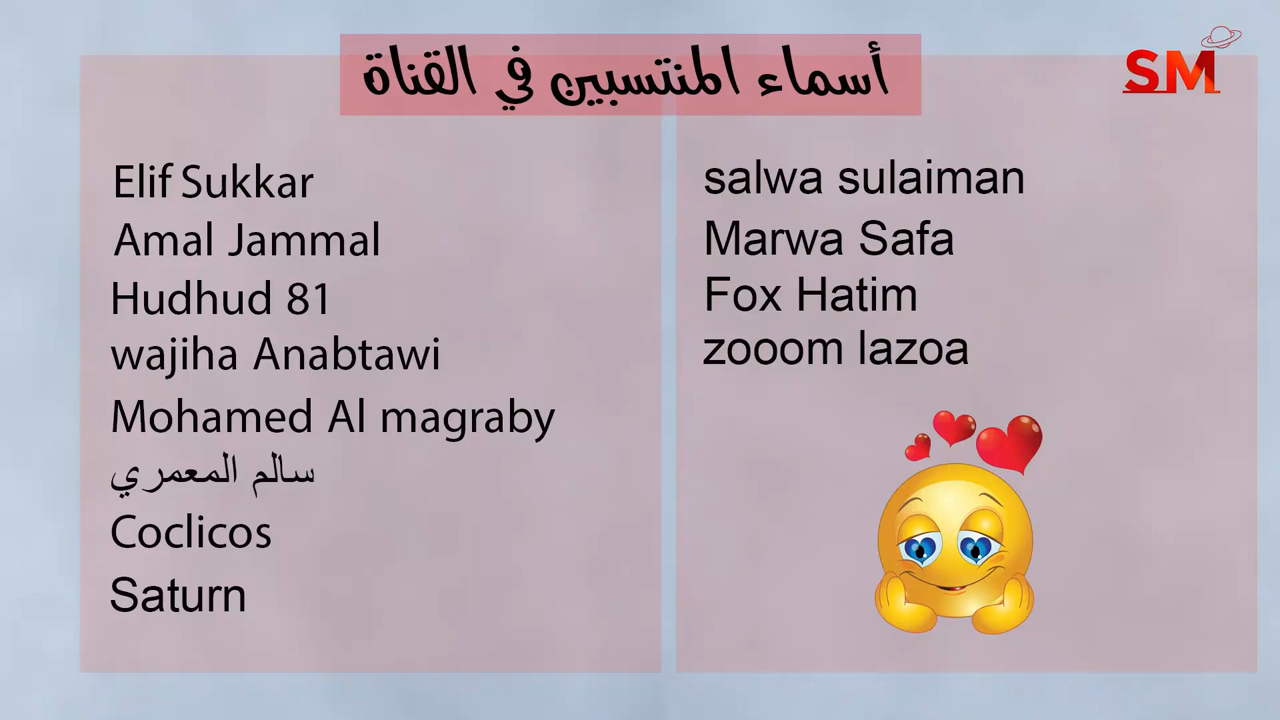 أسماء المنتسبين في القناة
SM
Elif Sukkar
Amal Jammal
Hudhud 81
wajiha Anabtawi
Mohamed Al magraby
سالم المعمري
Coclicos
Saturn
salwa sulaiman
Marwa Safa
Fox Hatim
zooom lazoa